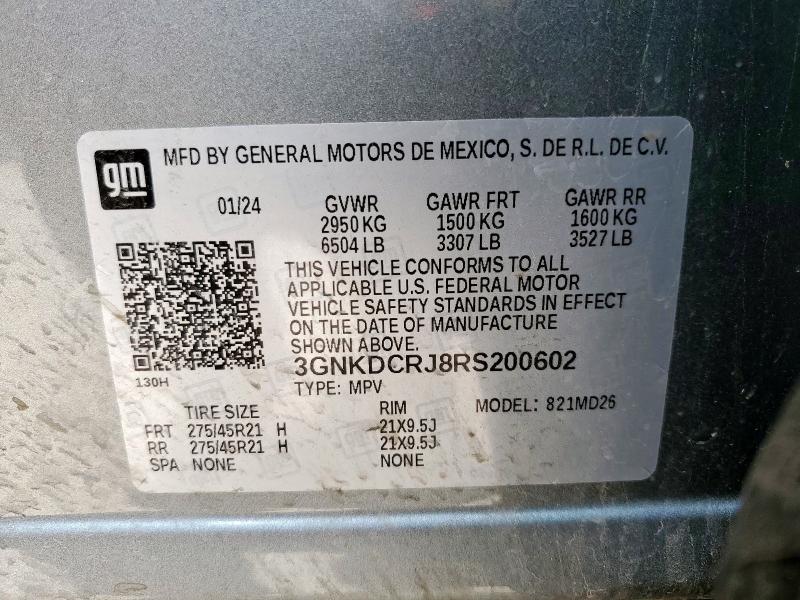 gm
MFD BY GENERAL MOTORS DE MEXICO, S. DE R.L. DE C.V.
01/24 GVWR GAWR FRT GAWR RR
2950 KG 1500 KG 1600 KG
6504 LB 3307 LB 3527 LB
THIS VEHICLE CONFORMS TO ALL
APPLICABLE U.S. FEDERAL MOTOR
VEHICLE SAFETY STANDARDS IN EFFECT
ON THE DATE OF MANUFACTURE
SHOWN ABOVE.
3GNKDCRJ8RS200602
130H
TYPE: MPV
TIRE SIZE RIM MODEL: 821MD26
FRT 275/45R21 H 21X9.5J
RR 275/45R21 H 21X9.5J
SPA NONE NONE